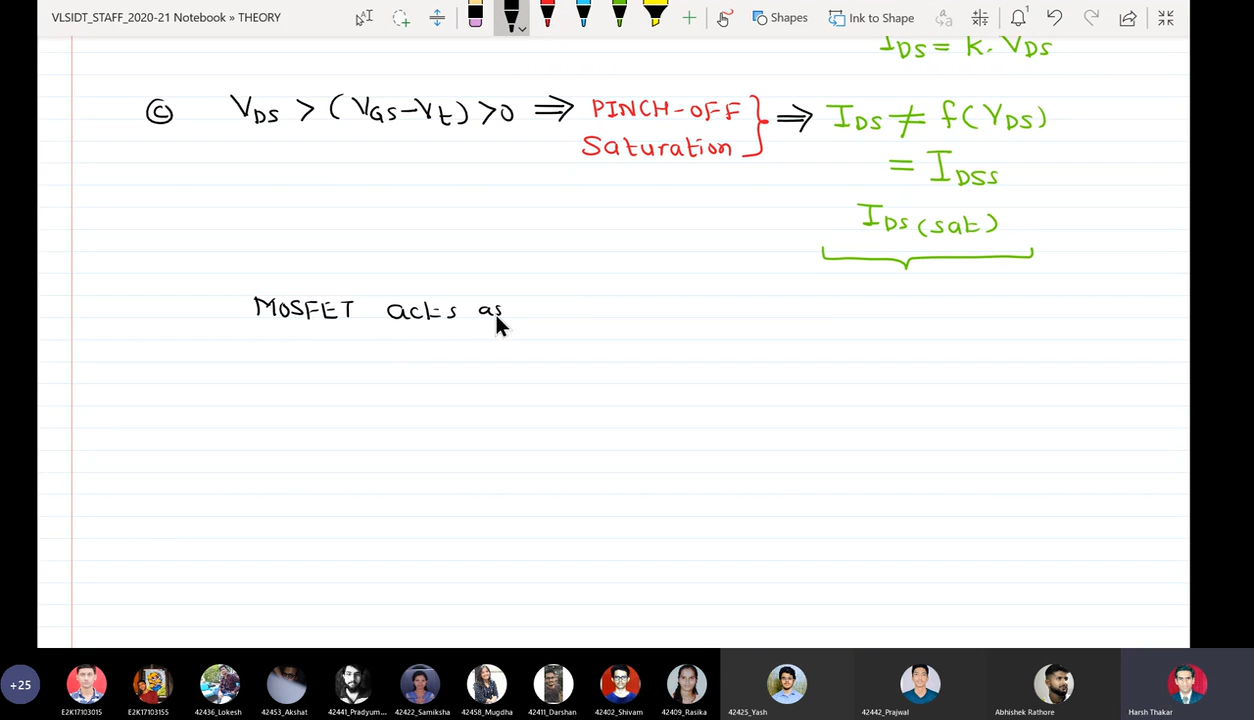 VLSIDT_STAFF_2020-21 Notebook » THEORY
Shapes
Ink to Shape
IDS = K. VDS
© VDS > (VGS-Vt) >0 ⇒ PINCH-OFF Saturation } ⇒ IDS ≠ f(VDS)
= IDSS
IDS (sat)
MOSFET acts as
+25
E2K17103015
E2K17103155
42436_Lokesh
42453_Akshat
42441_Pradyum...
42422_Samiksha
42458_Mugdha
42411_Darshan
42402_Shivam
42409_Rasika
42425_Yash
42442_Prajwal
Abhishek Rathore
Harsh Thakar